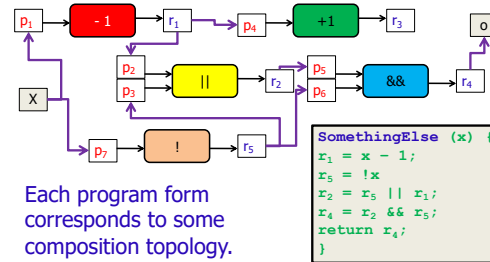 p₁ - 1 r₁ p₄ +1 r₃ o
p₂ p₃ || r₂ p₅ p₆ && r₄
X
p₇ ! r₅
Each program form
corresponds to some
composition topology.
SomethingElse (x) {
r₁ = x - 1;
r₅ = !x
r₂ = r₅ || r₁;
r₄ = r₂ && r₅;
return r₄;
}